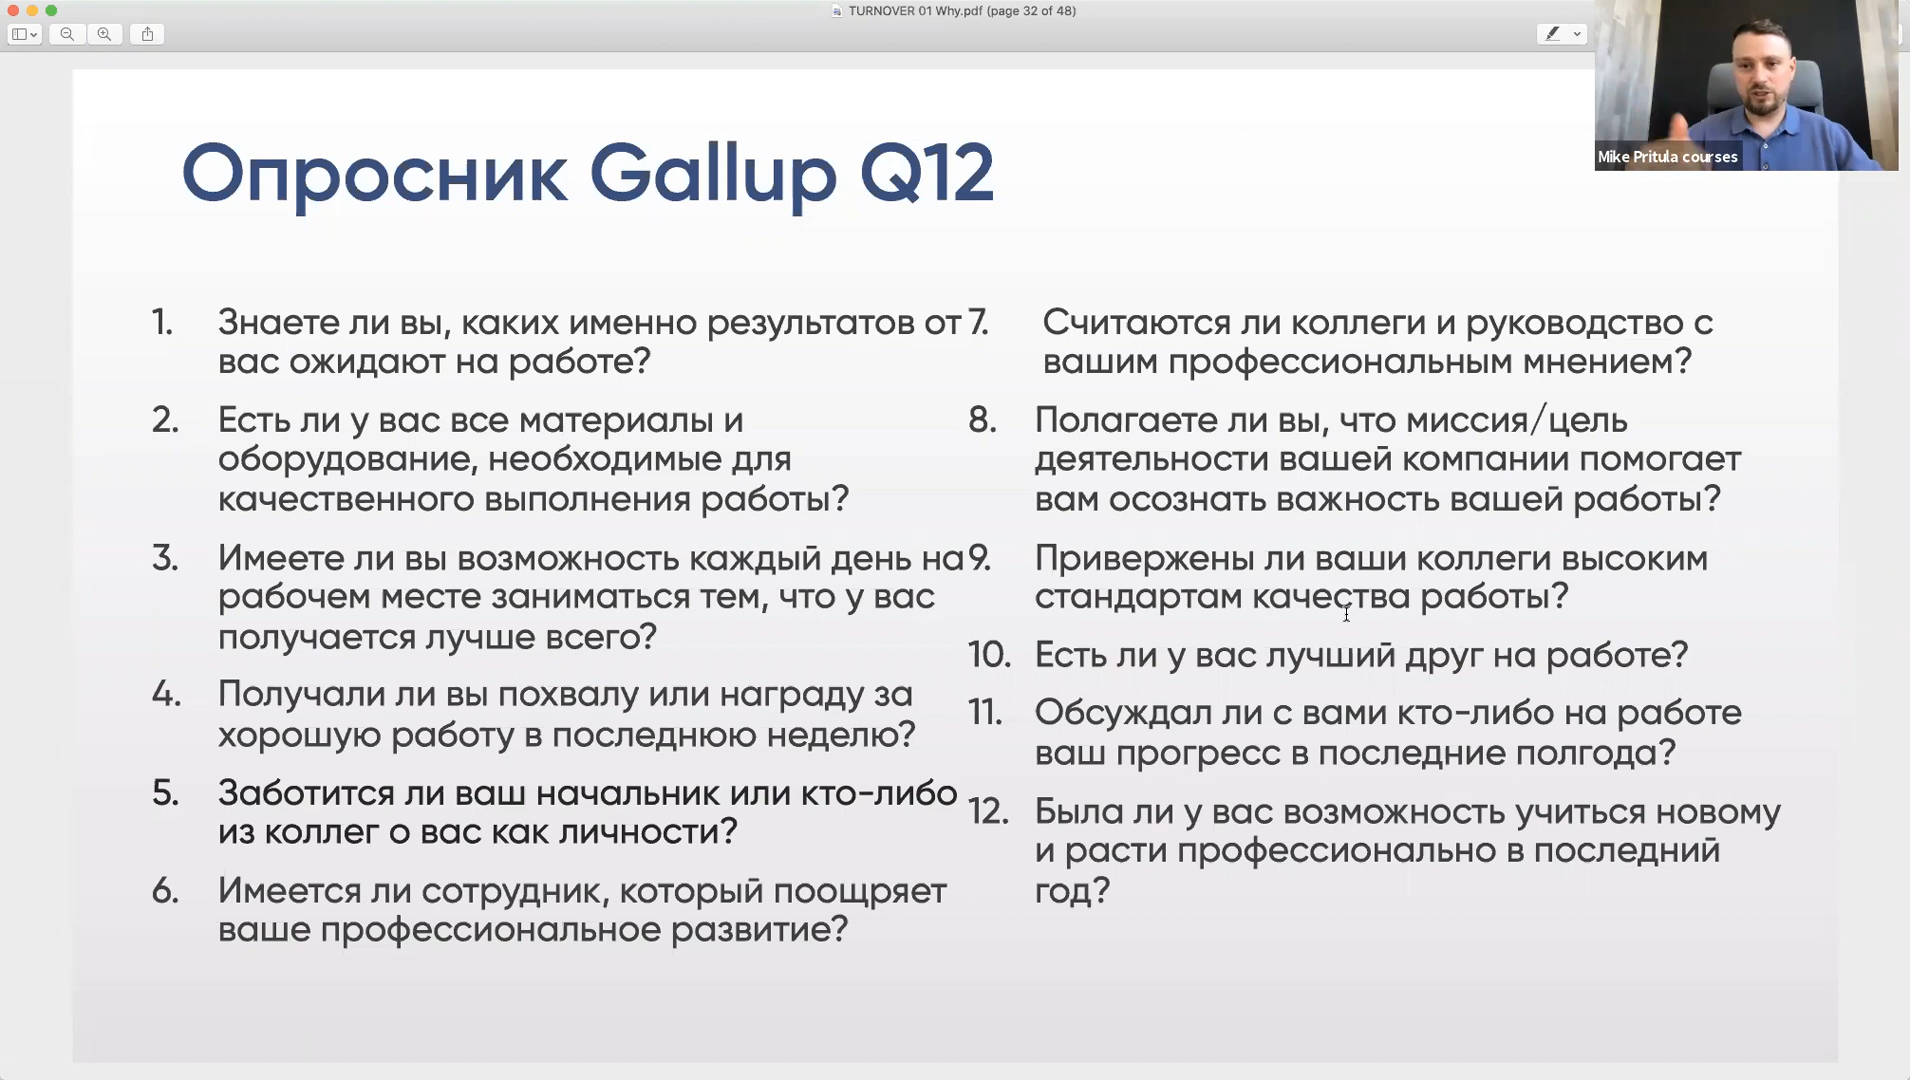 TURNOVER 01 Why.pdf (page 32 of 48)
Mike Pritula courses
Опросник Gallup Q12
1. Знаете ли вы, каких именно результатов от
вас ожидают на работе?
2. Есть ли у вас все материалы и
оборудование, необходимые для
качественного выполнения работы?
3. Имеете ли вы возможность каждый день на
рабочем месте заниматься тем, что у вас
получается лучше всего?
4. Получали ли вы похвалу или награду за
хорошую работу в последнюю неделю?
5. Заботится ли ваш начальник или кто-либо
из коллег о вас как личности?
6. Имеется ли сотрудник, который поощряет
ваше профессиональное развитие?
7. Считаются ли коллеги и руководство с
вашим профессиональным мнением?
8. Полагаете ли вы, что миссия/цель
деятельности вашей компании помогает
вам осознать важность вашей работы?
9. Привержены ли ваши коллеги высоким
стандартам качества работы?
10. Есть ли у вас лучший друг на работе?
11. Обсуждал ли с вами кто-либо на работе
ваш прогресс в последние полгода?
12. Была ли у вас возможность учиться новому
и расти профессионально в последний
год?